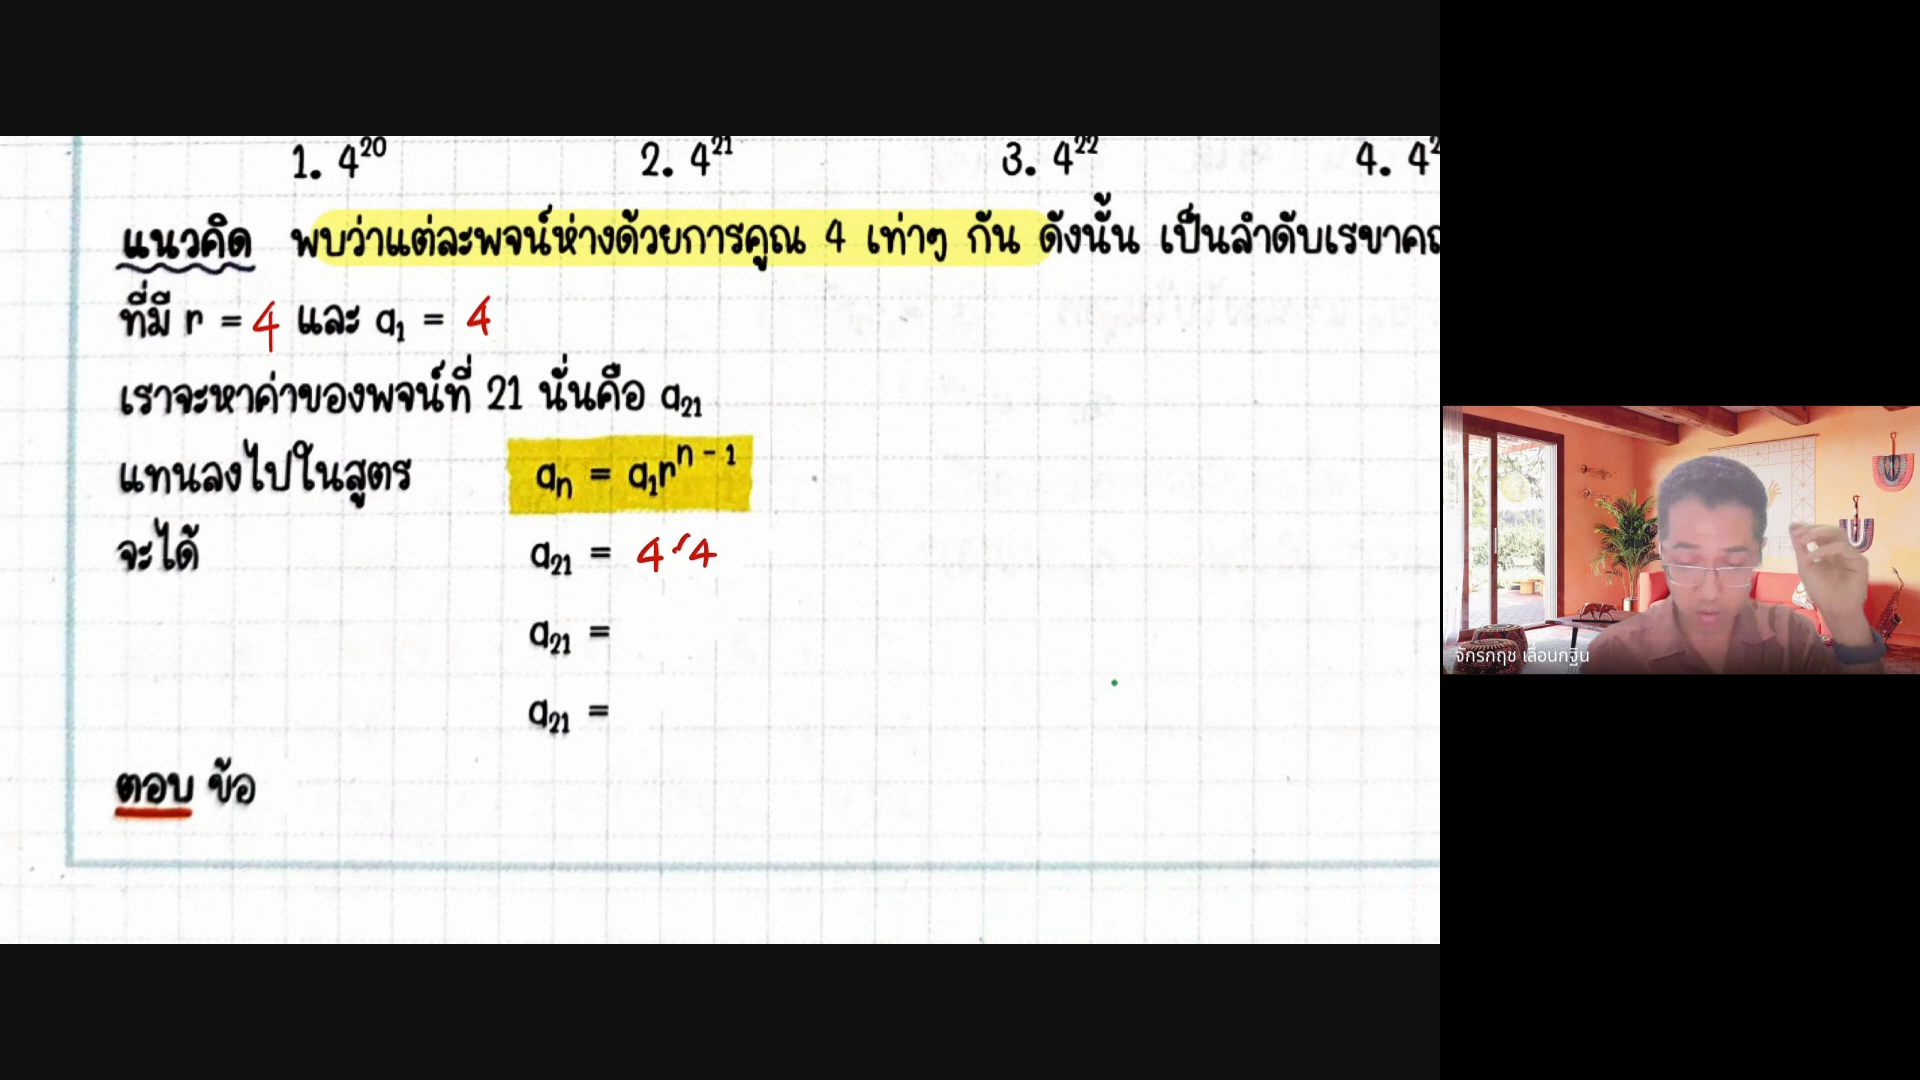 1. 4²⁰ 2. 4²¹ 3. 4²² 4. 4²
แนวคิด พบว่าแต่ละพจน์ห่างด้วยการคูณ 4 เท่าๆ กัน ดังนั้น เป็นลำดับเรขาค
ที่มี r = 4 และ a₁ = 4
เราจะหาค่าของพจน์ที่ 21 นั่นคือ a₂₁
แทนลงไปในสูตร aₙ = a₁rⁿ ⁻ ¹
จะได้ a₂₁ = 4·4
a₂₁ =
a₂₁ =
ตอบ ข้อ
จักรกฤช เลื่อนกฐิน